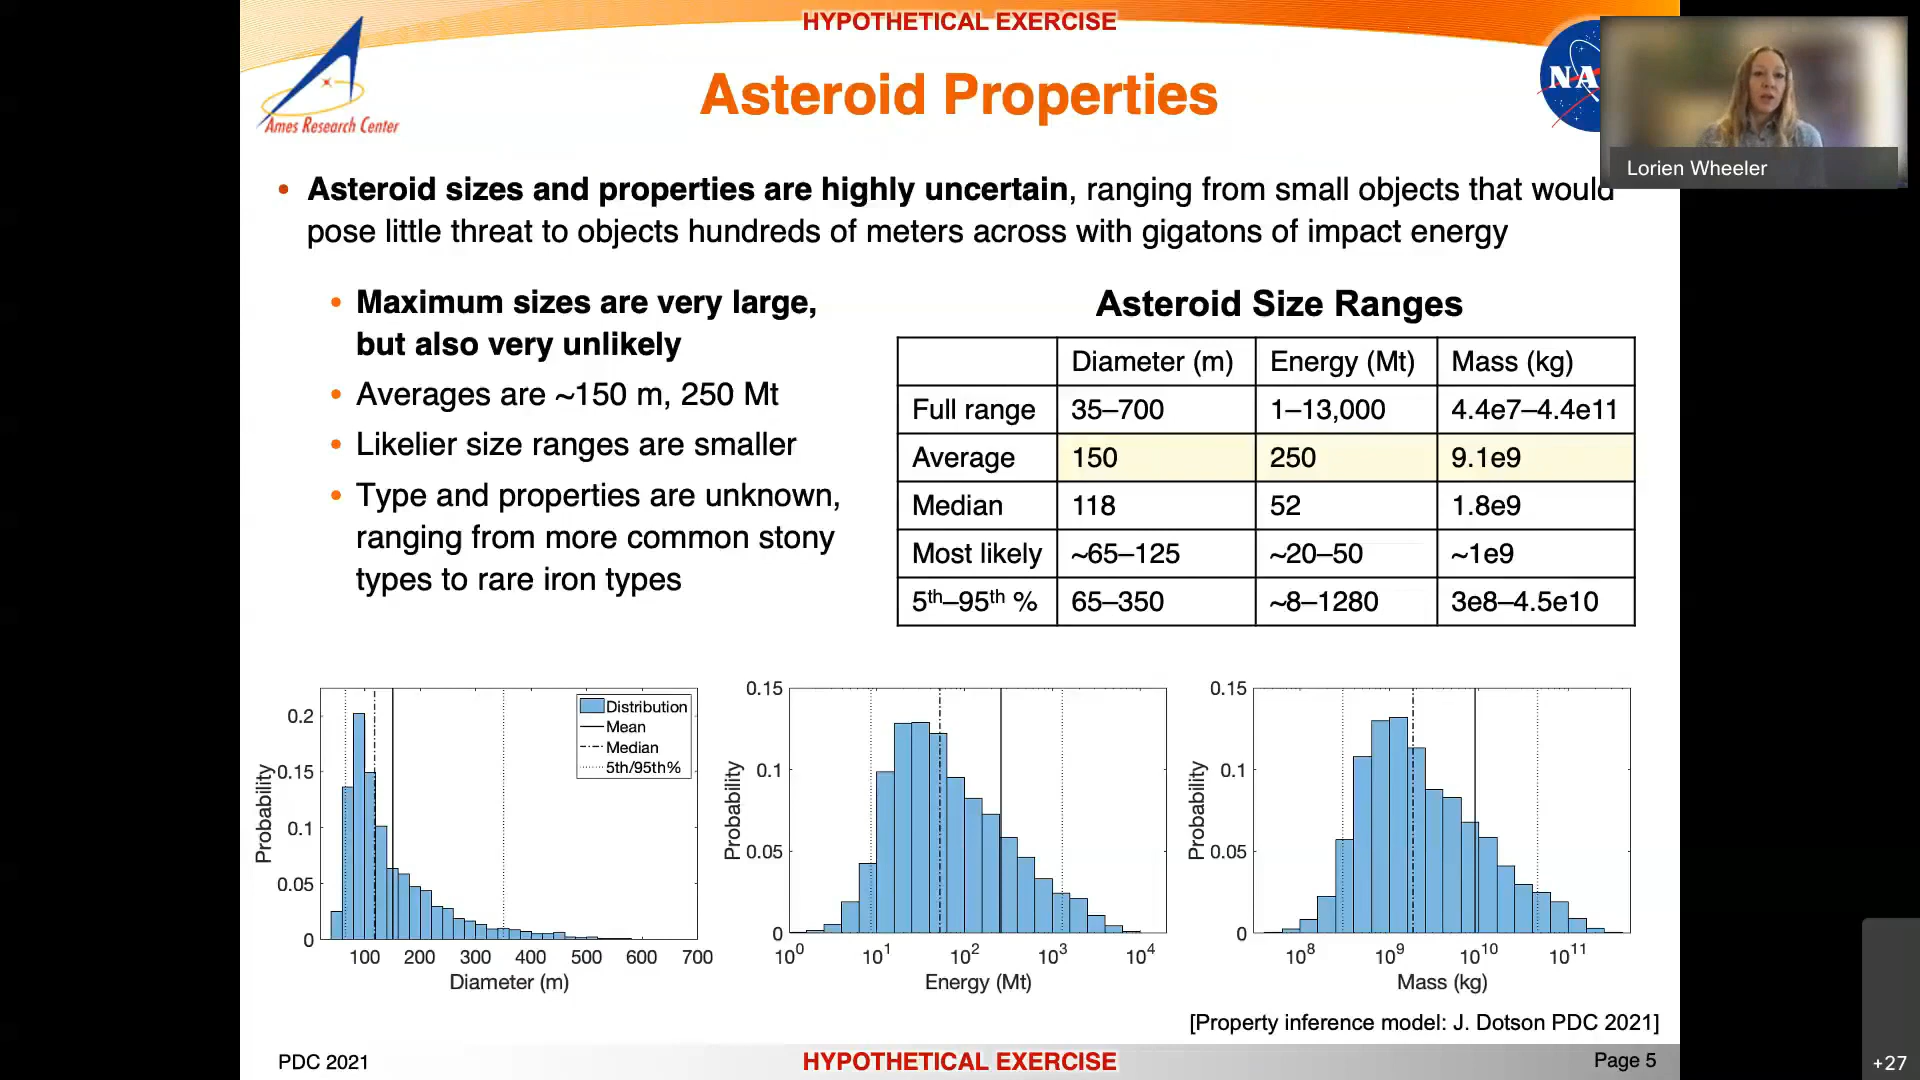 HYPOTHETICAL EXERCISE
Ames Research Center
Asteroid Properties
NA
Lorien Wheeler
• Asteroid sizes and properties are highly uncertain, ranging from small objects that would
pose little threat to objects hundreds of meters across with gigatons of impact energy
• Maximum sizes are very large,
but also very unlikely
• Averages are ~150 m, 250 Mt
• Likelier size ranges are smaller
• Type and properties are unknown,
ranging from more common stony
types to rare iron types
Asteroid Size Ranges
Diameter (m) Energy (Mt) Mass (kg)
Full range 35–700 1–13,000 4.4e7–4.4e11
Average 150 250 9.1e9
Median 118 52 1.8e9
Most likely ~65–125 ~20–50 ~1e9
5th–95th % 65–350 ~8–1280 3e8–4.5e10
Probability
0.2
0.15
0.1
0.05
0
100 200 300 400 500 600 700
Diameter (m)
Distribution
Mean
Median
5th/95th%
Probability
0.15
0.1
0.05
0
10^0 10^1 10^2 10^3 10^4
Energy (Mt)
Probability
0.15
0.1
0.05
0
10^8 10^9 10^10 10^11
Mass (kg)
[Property inference model: J. Dotson PDC 2021]
PDC 2021
HYPOTHETICAL EXERCISE
Page 5
+27